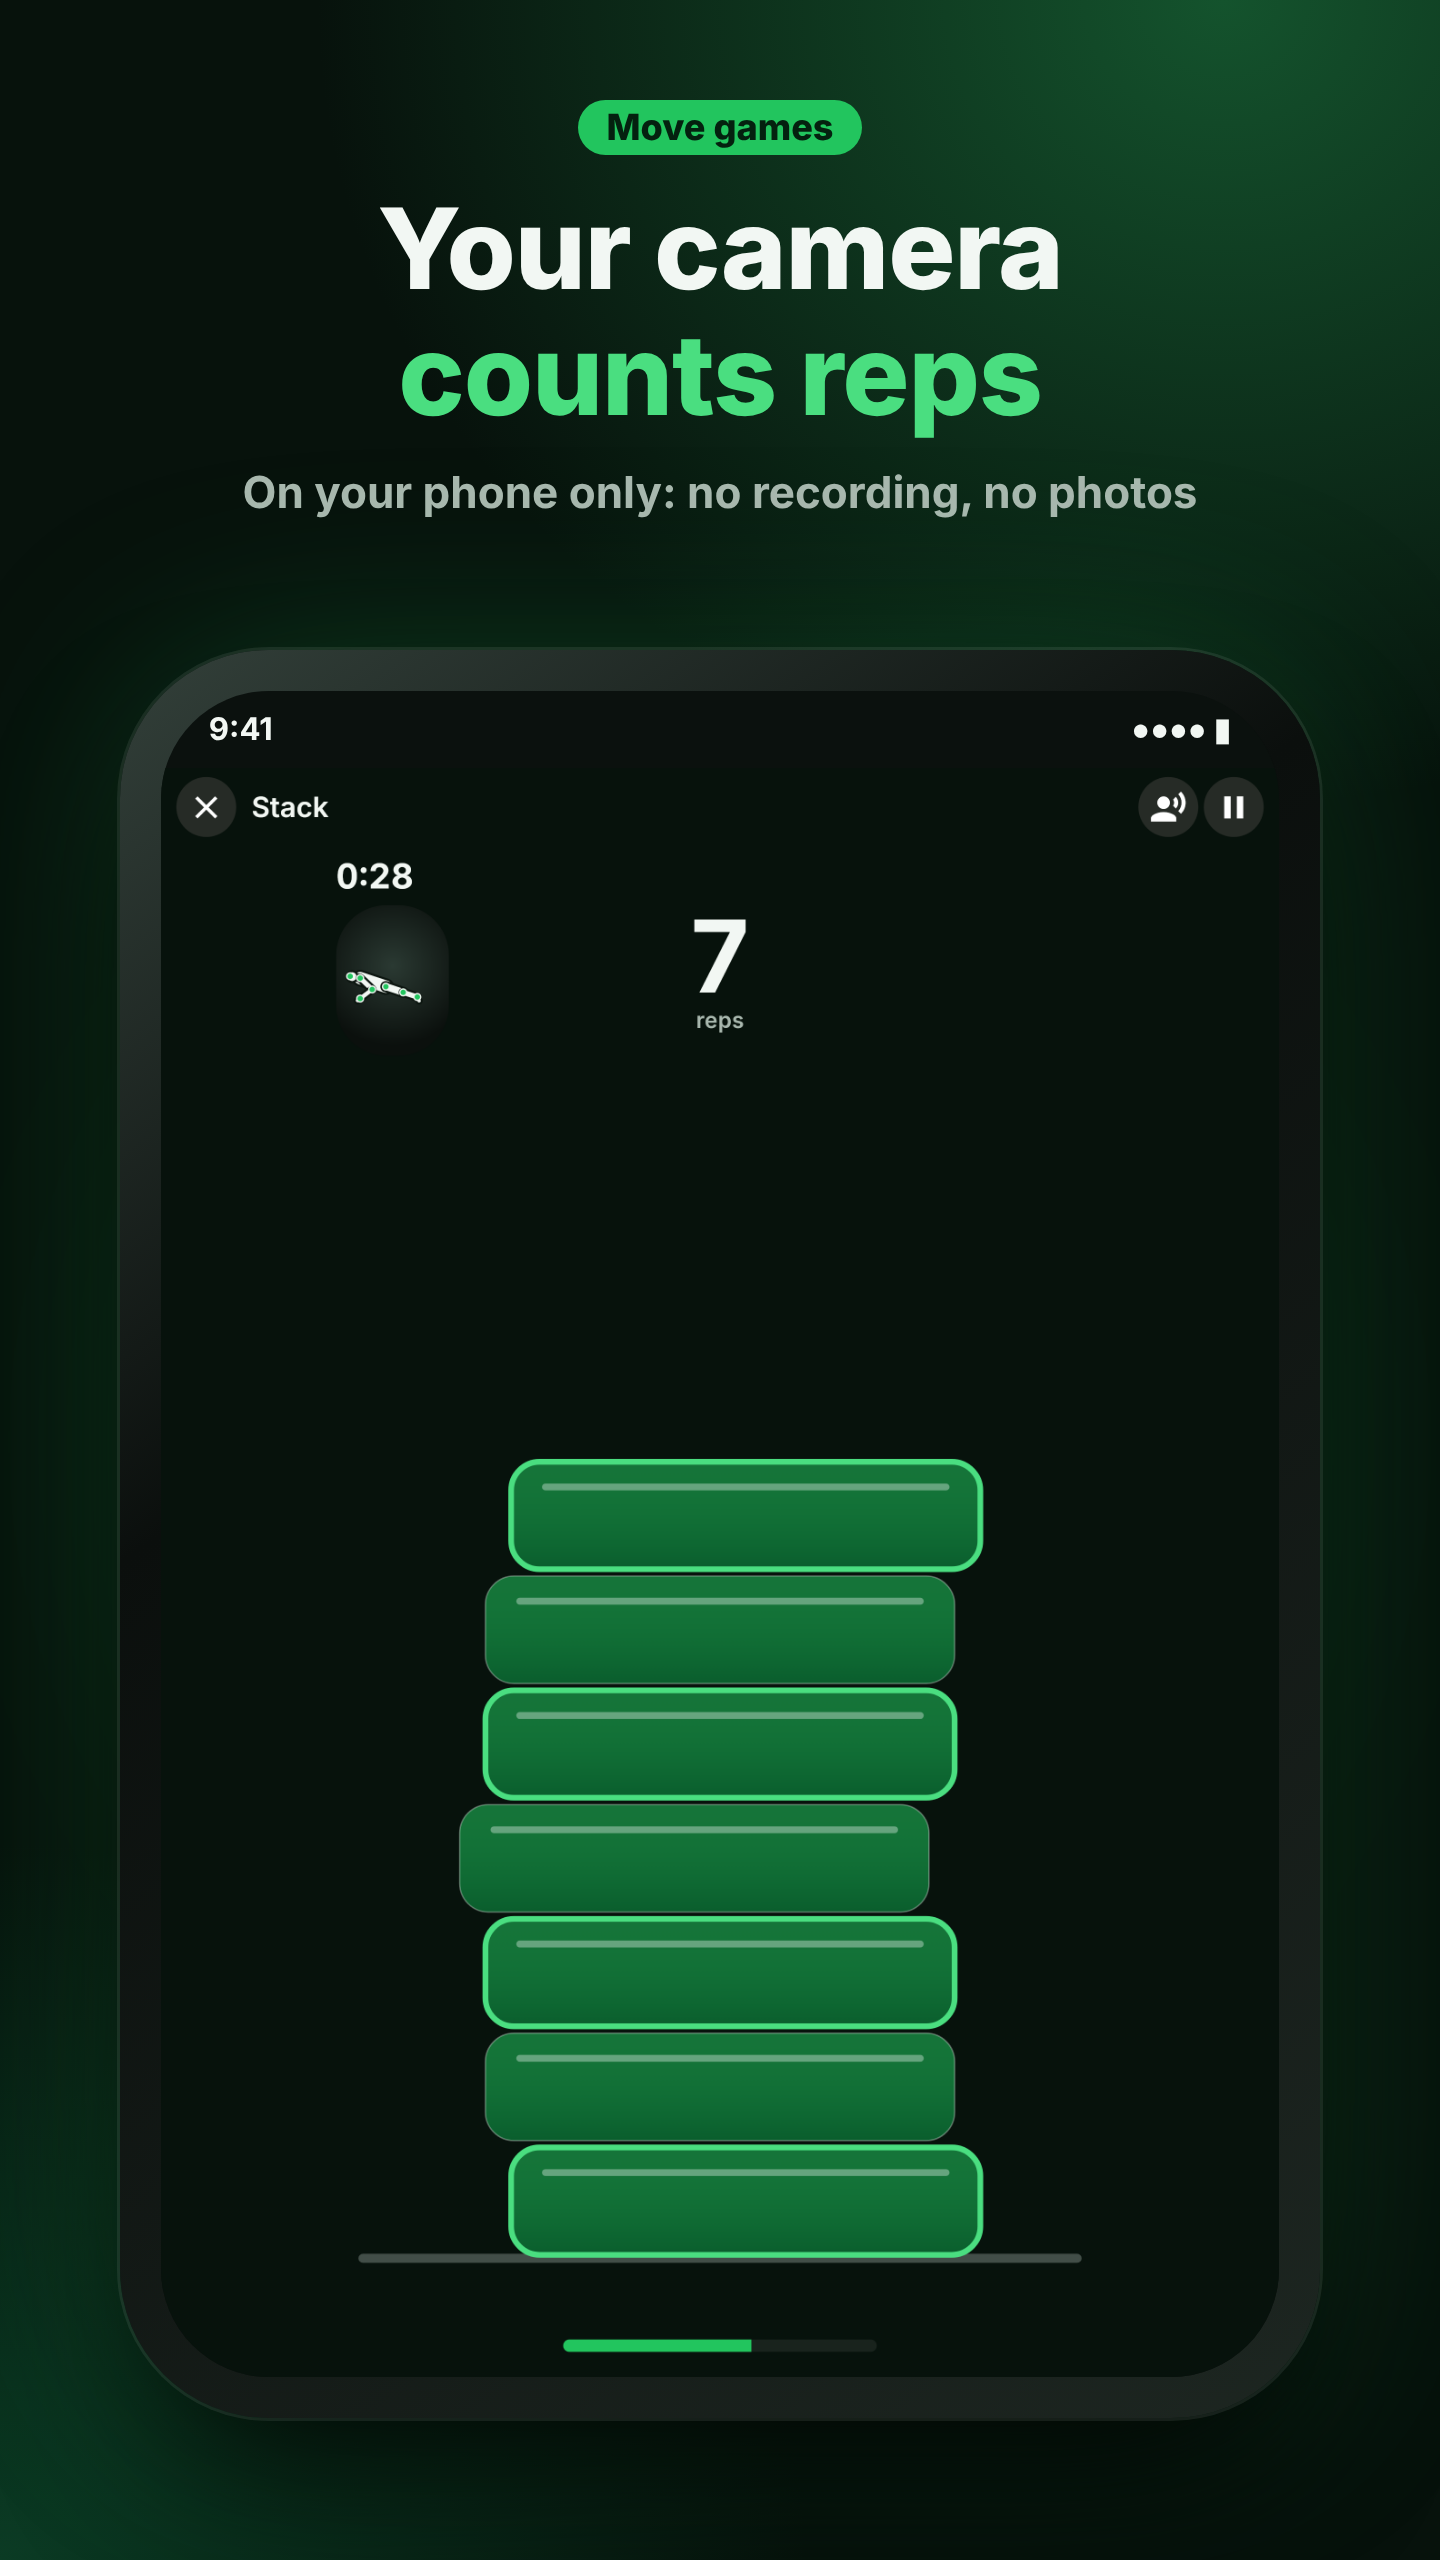 Move games
Your camera
counts reps
On your phone only: no recording, no photos
9:41
Stack
0:28
7
reps